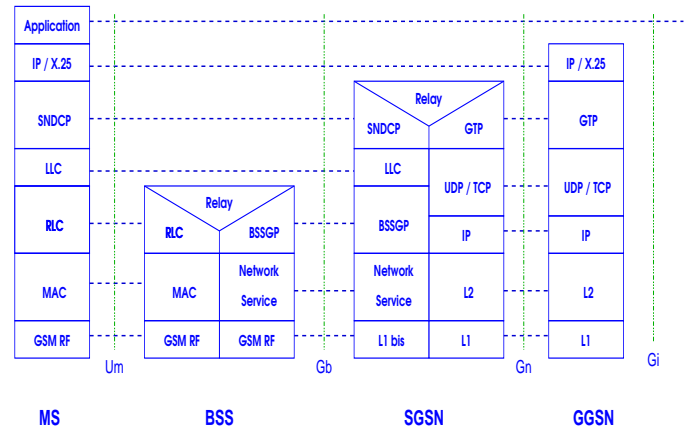 Application
IP / X.25
IP / X.25
Relay
SNDCP
SNDCP
GTP
GTP
LLC
LLC
UDP / TCP
UDP / TCP
Relay
RLC
RLC
BSSGP
BSSGP
IP
IP
MAC
MAC
Network
Service
Network
Service
L2
L2
GSM RF
GSM RF
GSM RF
L1 bis
L1
L1
Um
Gb
Gn
Gi
MS
BSS
SGSN
GGSN